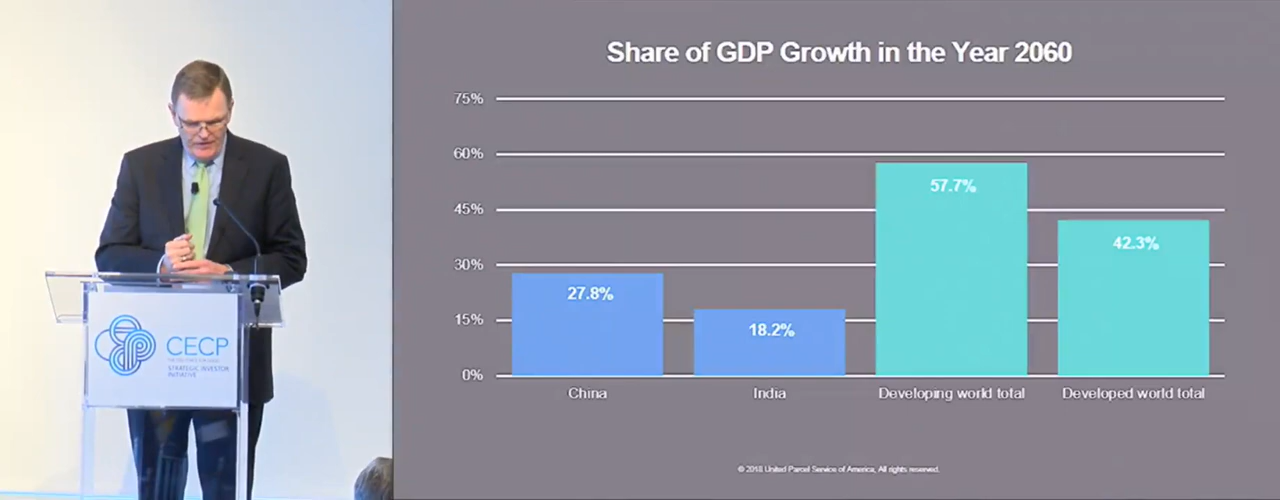 CECP
STRATEGIC INVESTOR
INITIATIVE
Share of GDP Growth in the Year 2060
75%
60%
45%
30%
15%
0%
27.8%
18.2%
57.7%
42.3%
China
India
Developing world total
Developed world total
© 2018 United Parcel Service of America, All rights reserved.